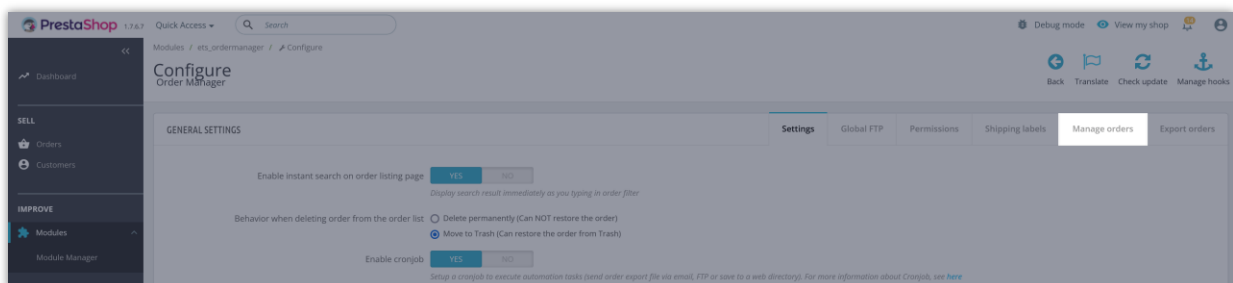 PrestaShop 1.7.6.7 Quick Access Search Debug mode View my shop
Modules / ets_ordermanager / Configure
Configure
Order Manager
Back Translate Check update Manage hooks
Dashboard
SELL
Orders
Customers
IMPROVE
Modules
Module Manager
GENERAL SETTINGS Settings Global FTP Permissions Shipping labels Manage orders Export orders
Enable instant search on order listing page YES NO
Display search result immediately as you typing in order filter
Behavior when deleting order from the order list Delete permanently (Can NOT restore the order)
Move to Trash (Can restore the order from Trash)
Enable cronjob YES NO
Setup a cronjob to execute automation tasks (send order export file via email, FTP or save to a web directory). For more information about Cronjob, see here